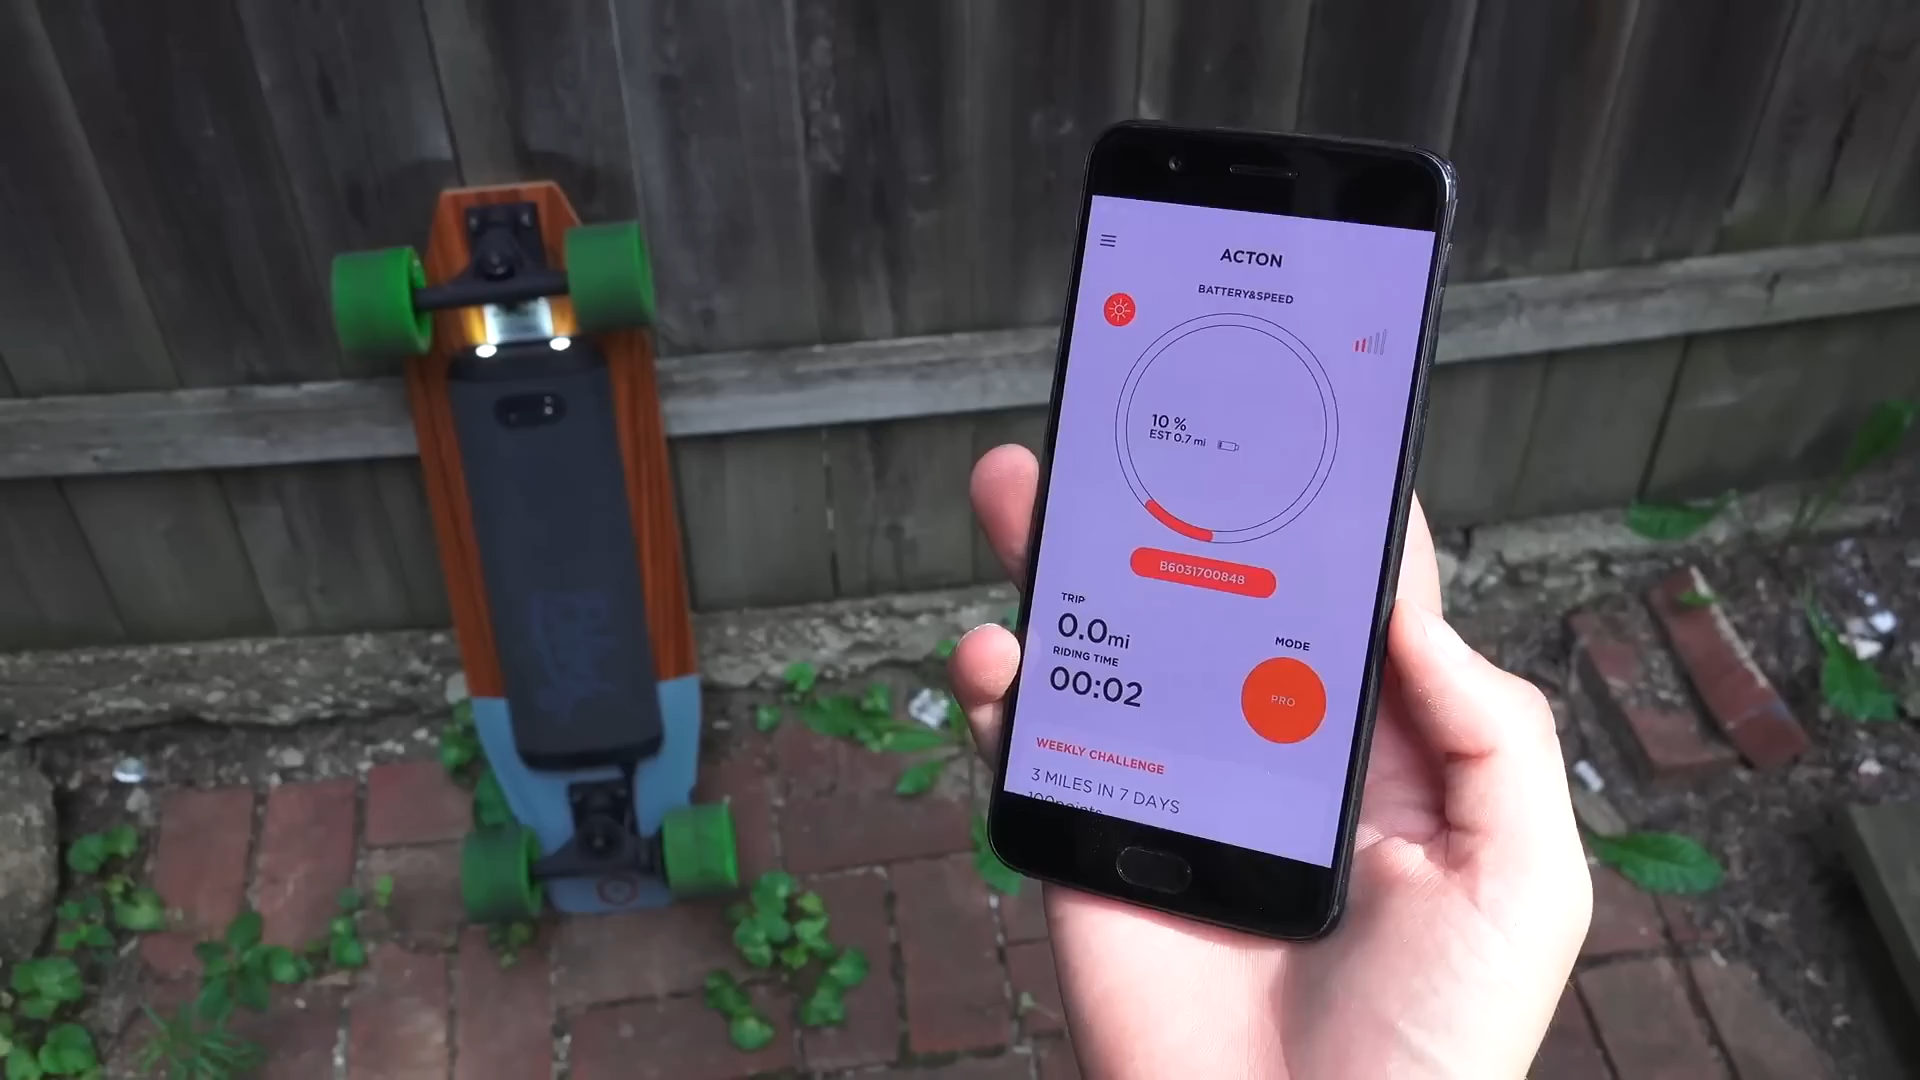 ACTON
BATTERY&SPEED
10 %
EST 0.7 mi
B6031700848
TRIP
0.0mi
RIDING TIME
00:02
MODE
PRO
WEEKLY CHALLENGE
3 MILES IN 7 DAYS
100points